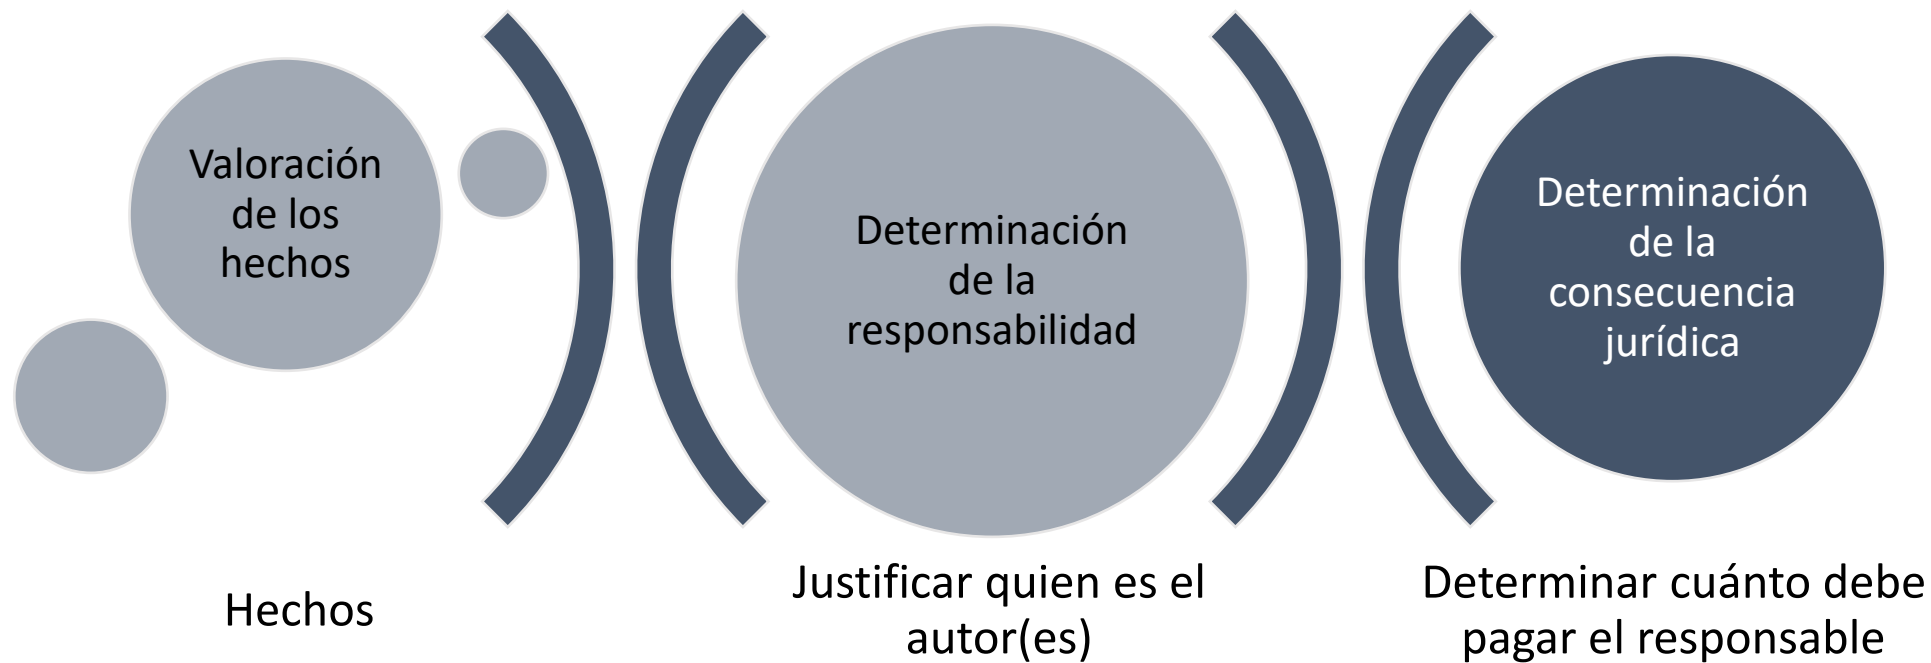 Valoración
de los
hechos
Hechos
Determinación
de la
responsabilidad
Justificar quien es el
autor(es)
Determinación
de la
consecuencia
jurídica
Determinar cuánto debe
pagar el responsable